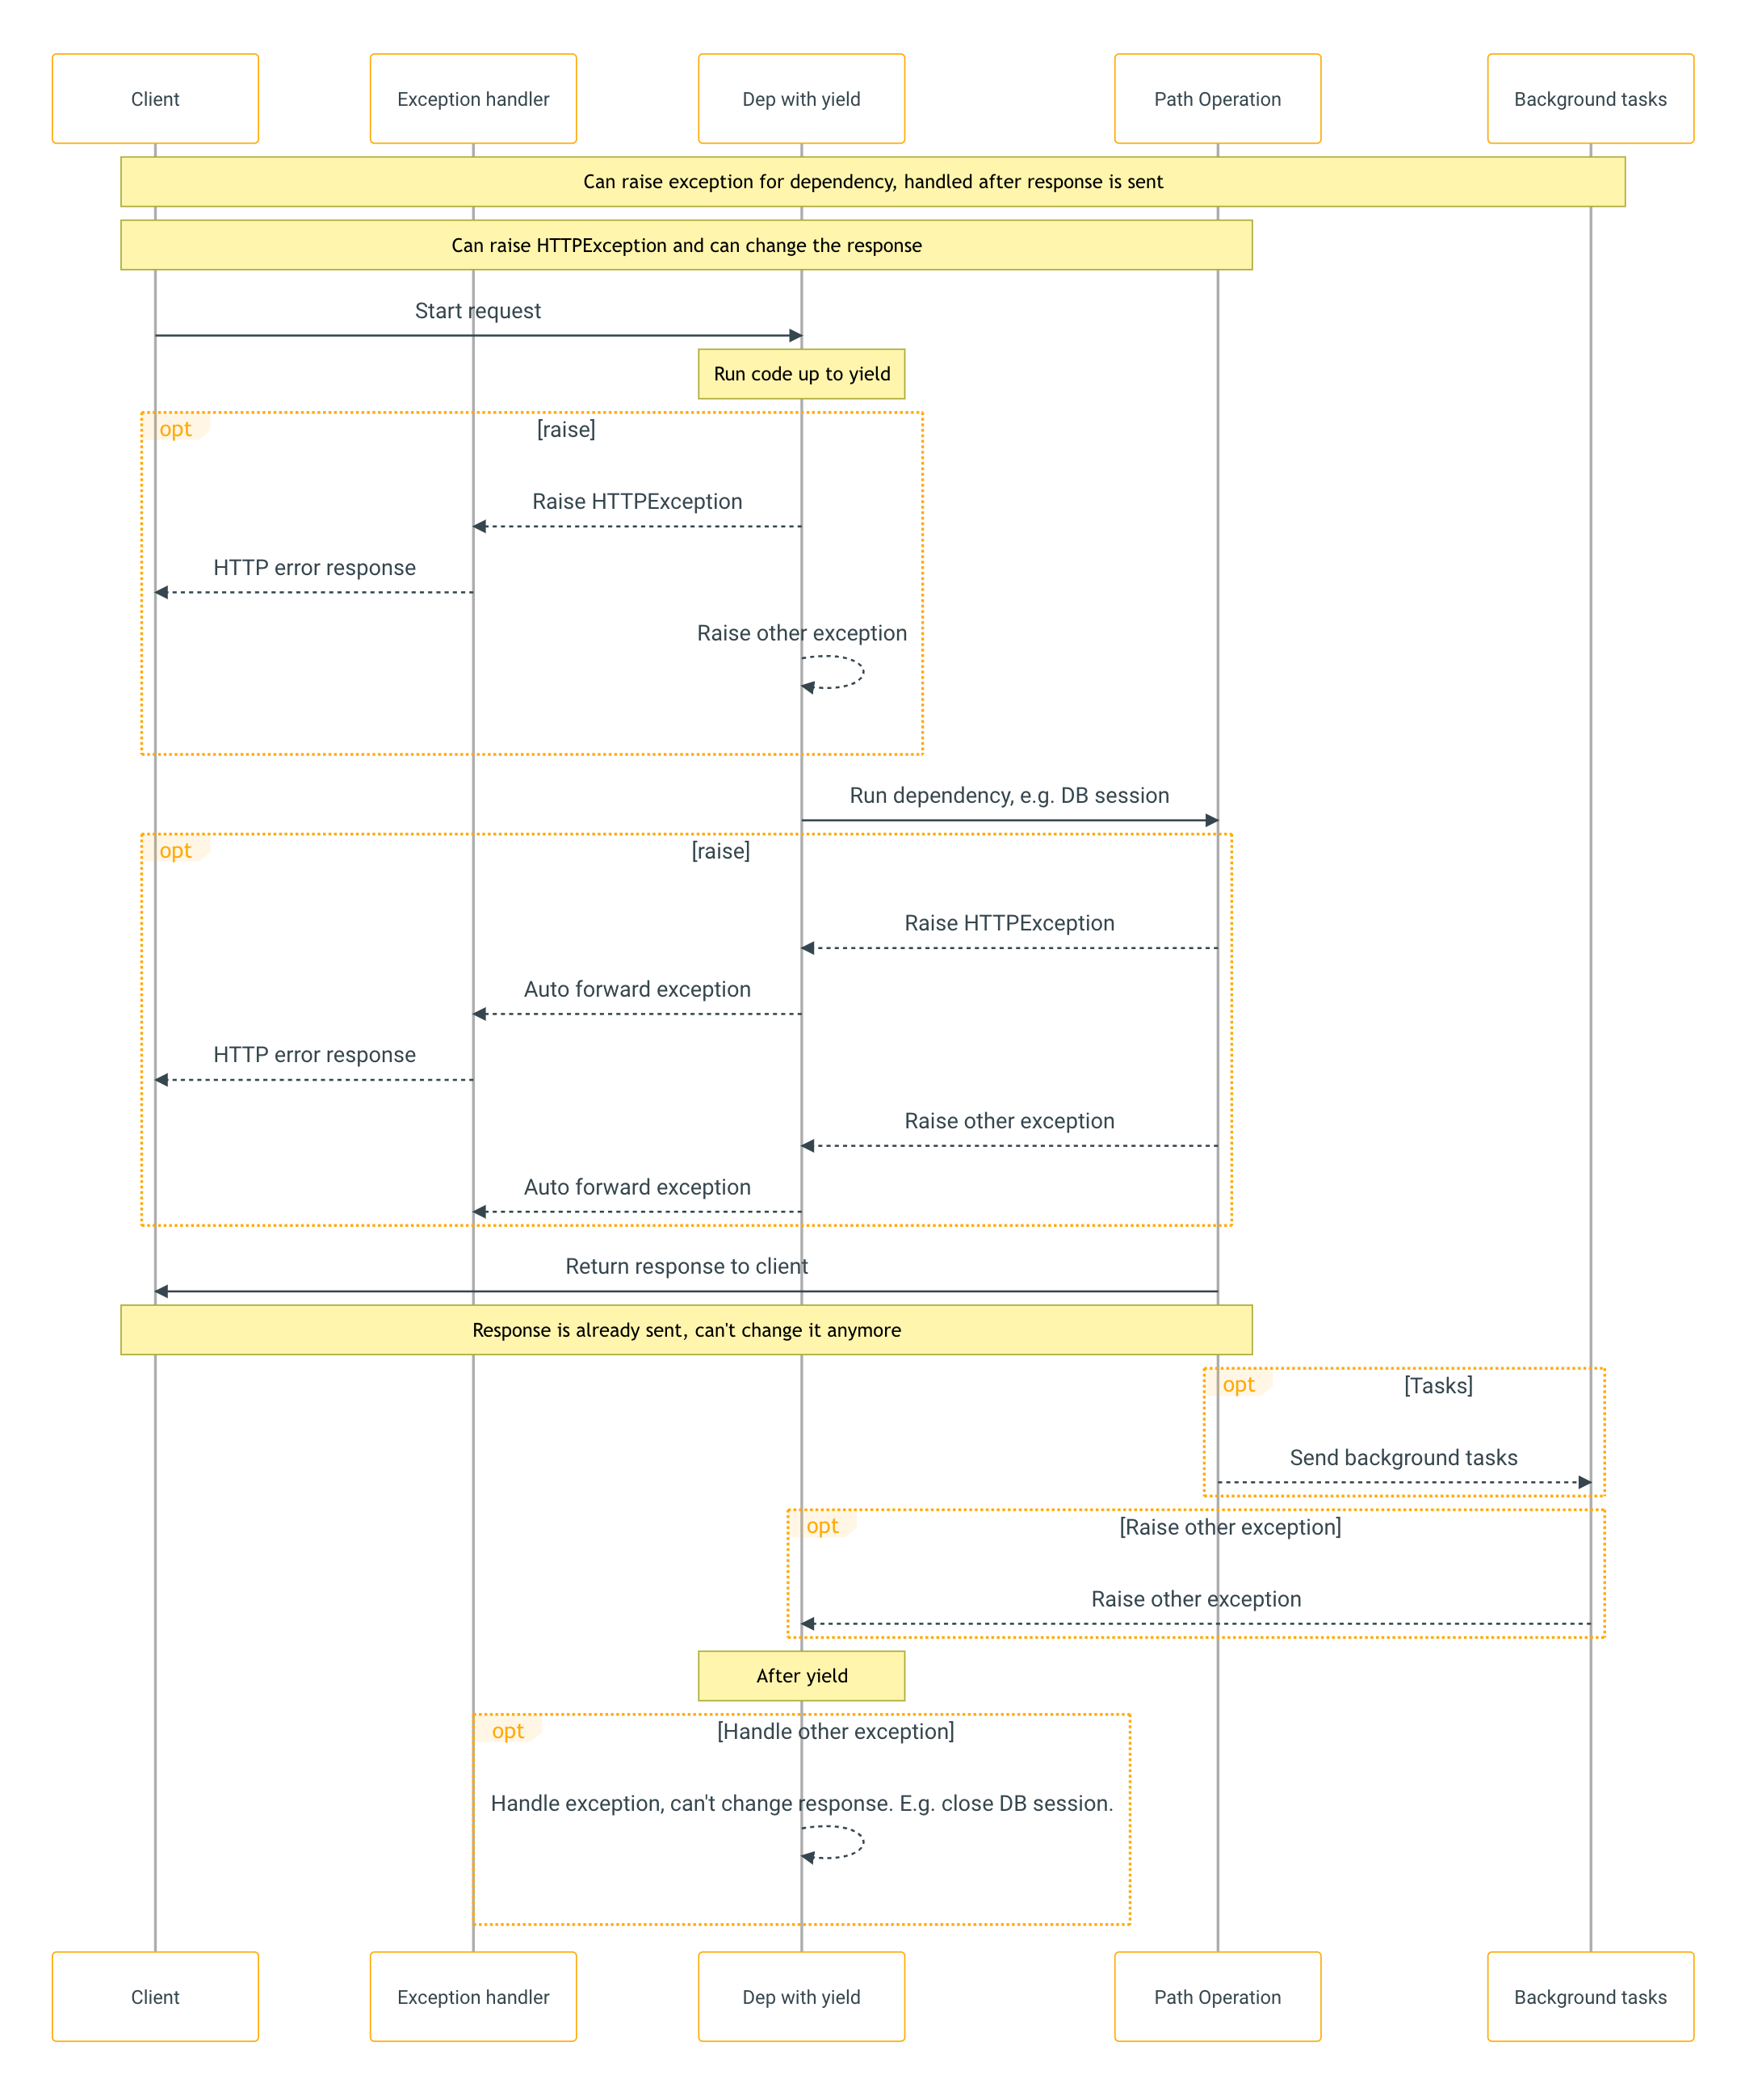 Client
Exception handler
Dep with yield
Path Operation
Background tasks
Can raise exception for dependency, handled after response is sent
Can raise HTTPException and can change the response
Start request
Run code up to yield
opt
[raise]
Raise HTTPException
HTTP error response
Raise other exception
Run dependency, e.g. DB session
opt
[raise]
Raise HTTPException
Auto forward exception
HTTP error response
Raise other exception
Auto forward exception
Return response to client
Response is already sent, can't change it anymore
opt
[Tasks]
Send background tasks
opt
[Raise other exception]
Raise other exception
After yield
opt
[Handle other exception]
Handle exception, can't change response. E.g. close DB session.
Client
Exception handler
Dep with yield
Path Operation
Background tasks